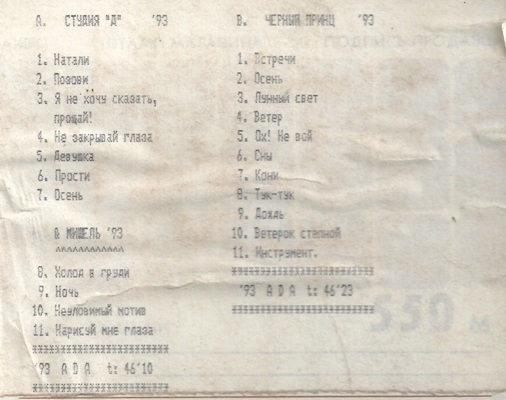 А. СТУДИЯ "Д" '93
1. Натали
2. Позови
3. Я не хочу сказать,
прощай!
4. Не закрывай глаза
5. Девушка
6. Прости
7. Осень
& МИШЕЛЬ '93
^^^^^^^^^^^^
8. Холод в груди
9. Ночь
10. Неуловимый мотив
11. Нарисуй мне глаза
'93 A D A t: 46'10
В. ЧЕРНЫЙ ПРИНЦ '93
1. Встречи
2. Осень
3. Лунный свет
4. Ветер
5. Ох! Не вой
6. Сны
7. Кони
8. Тук-тук
9. Дождь
10. Ветерок степной
11. Инструмент.
'93 A D A t: 46'23
550 м